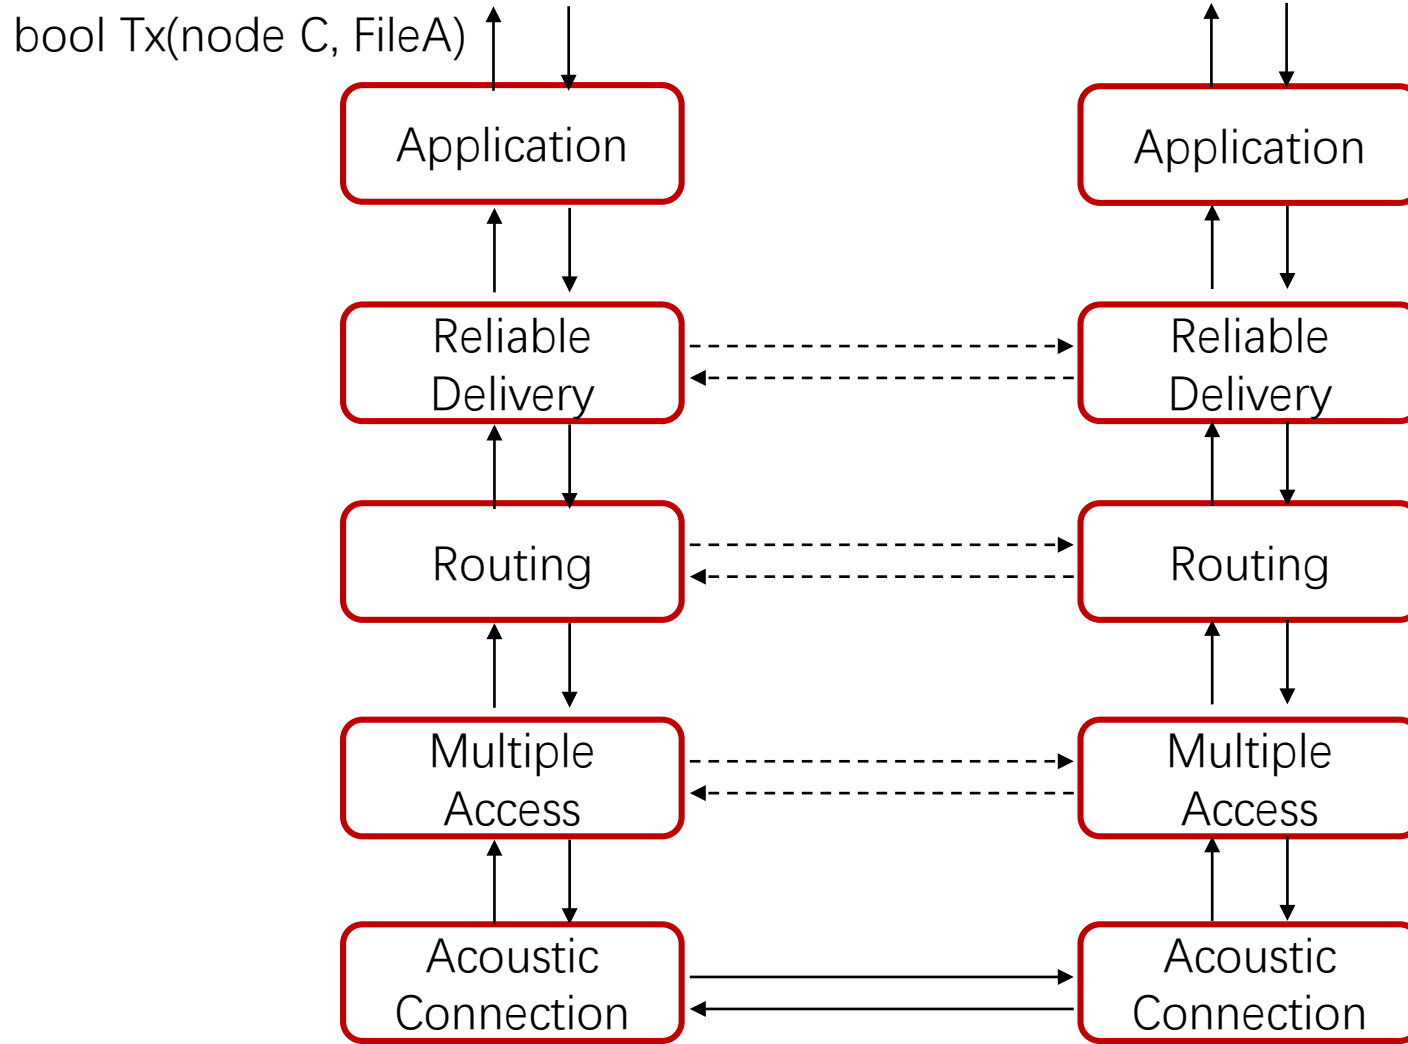 bool Tx(node C, FileA)
Application
Application
Reliable
Delivery
Reliable
Delivery
Routing
Routing
Multiple
Access
Multiple
Access
Acoustic
Connection
Acoustic
Connection